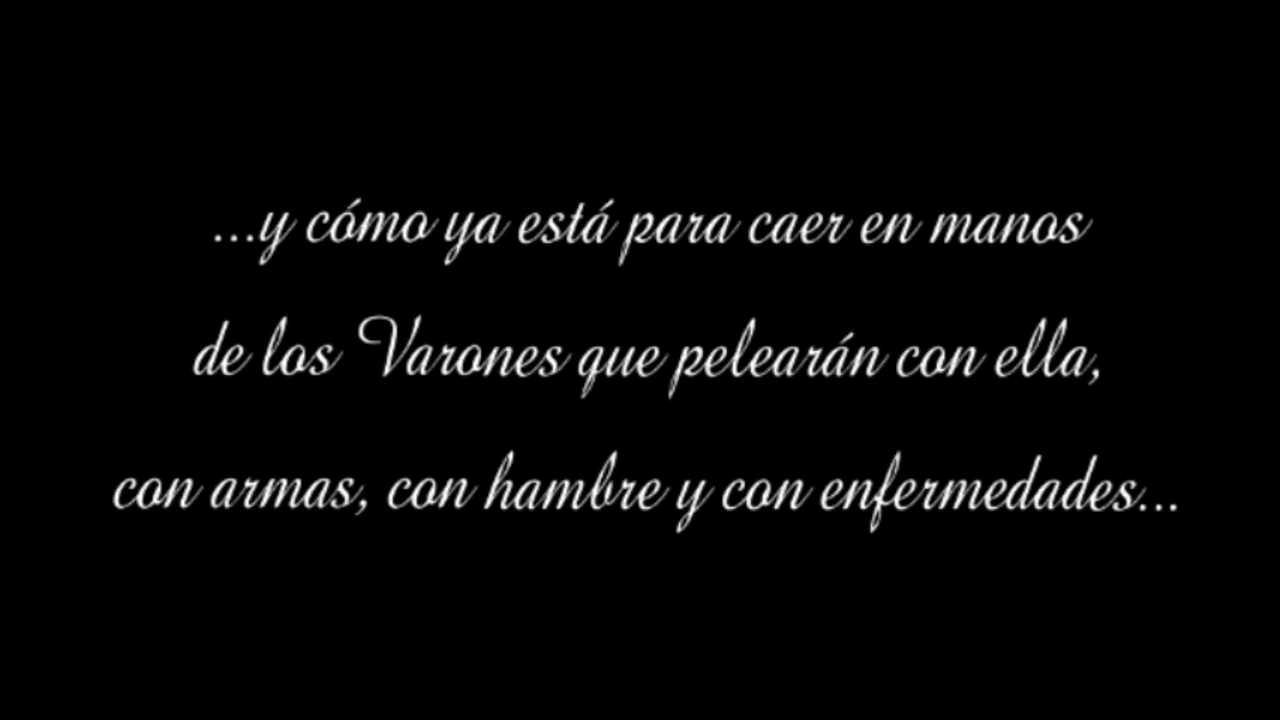 ...y cómo ya está para caer en manos
de los Varones que pelearán con ella,
con armas, con hambre y con enfermedades...